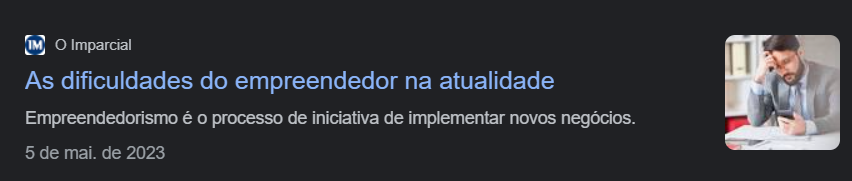 IM O Imparcial
As dificuldades do empreendedor na atualidade
Empreendedorismo é o processo de iniciativa de implementar novos negócios.
5 de mai. de 2023